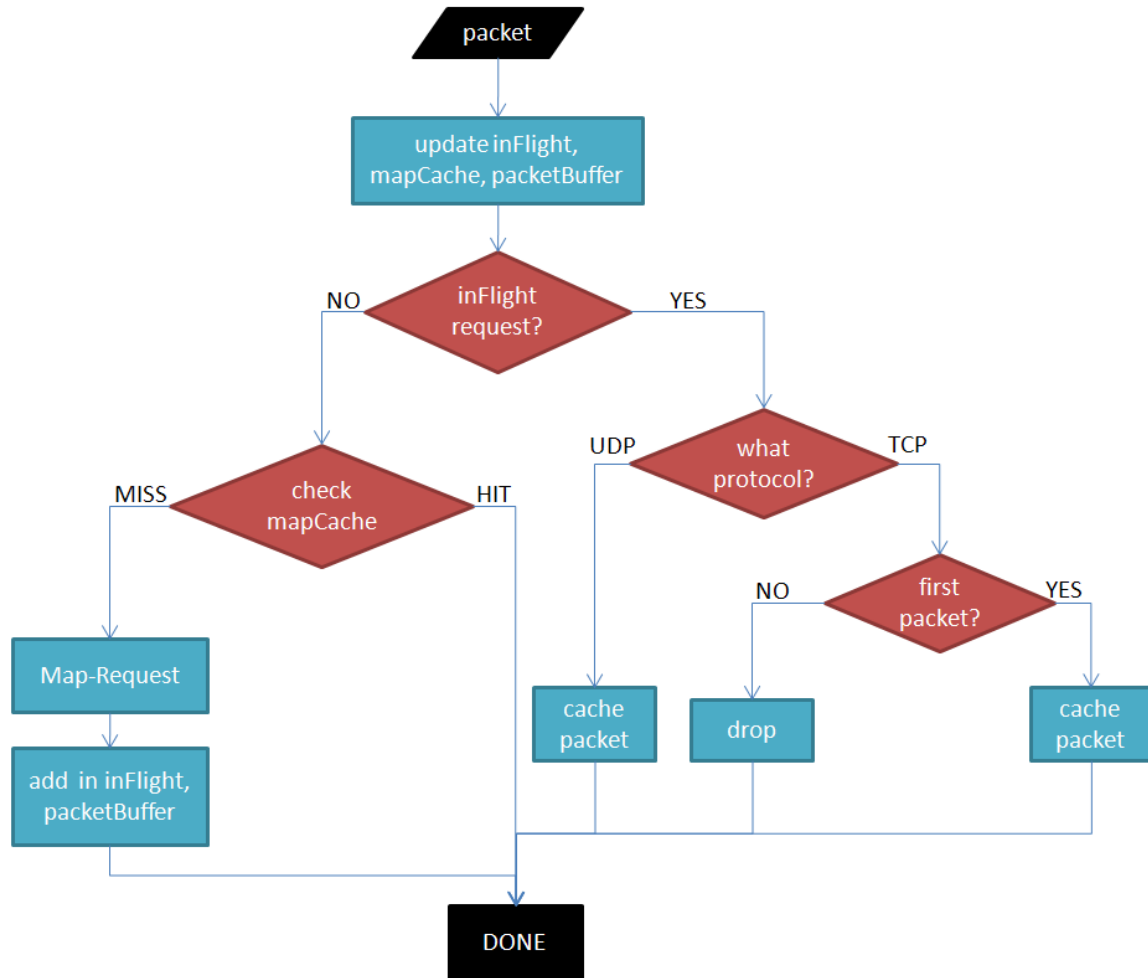 packet
update inFlight,
mapCache, packetBuffer
NO
inFlight
request?
YES
UDP
what
protocol?
TCP
MISS
check
mapCache
HIT
NO
first
packet?
YES
Map-Request
cache
packet
drop
cache
packet
add in inFlight,
packetBuffer
DONE